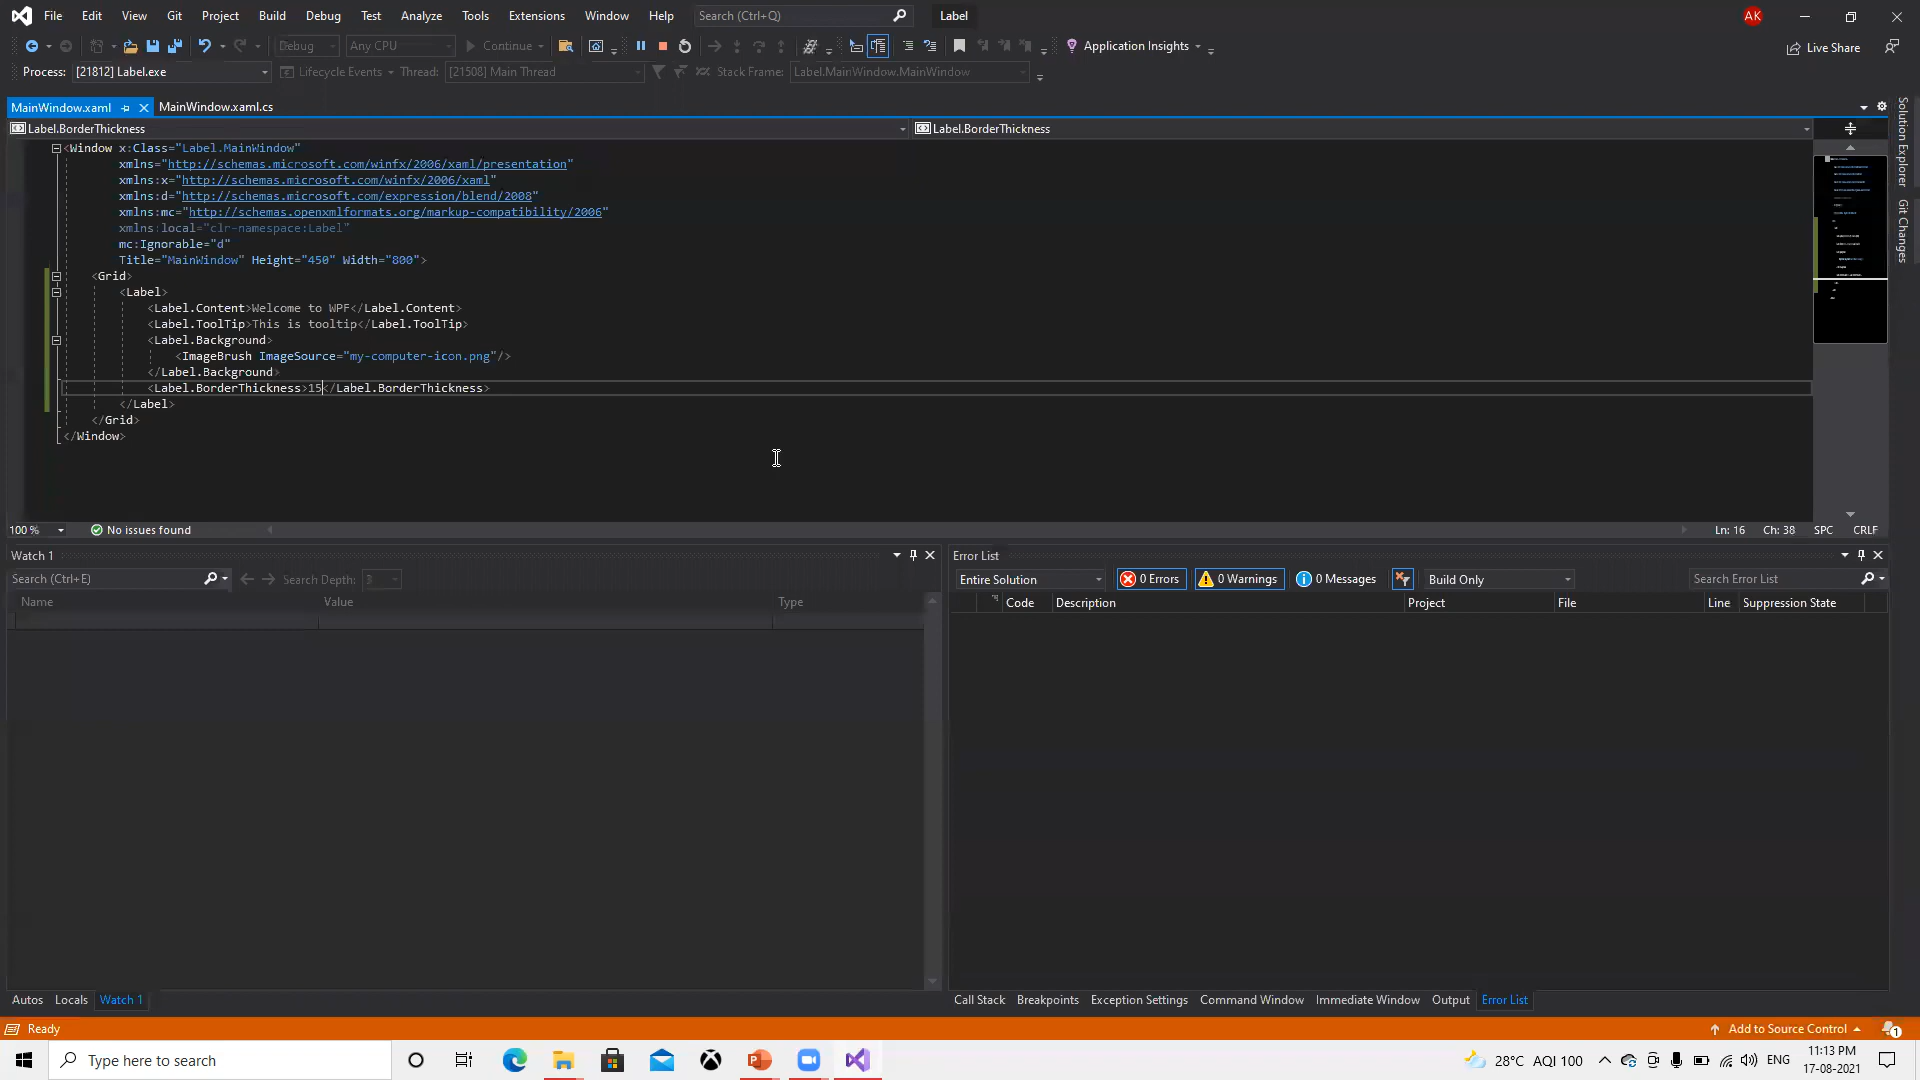 File Edit View Git Project Build Debug Test Analyze Tools Extensions Window Help Search (Ctrl+Q) Label AK
Debug Any CPU Continue Application Insights Live Share
Process: [21812] Label.exe Lifecycle Events Thread: [21508] Main Thread Stack Frame: Label.MainWindow.MainWindow
MainWindow.xaml MainWindow.xaml.cs
Label.BorderThickness Label.BorderThickness
<Window x:Class="Label.MainWindow"
xmlns="http://schemas.microsoft.com/winfx/2006/xaml/presentation"
xmlns:x="http://schemas.microsoft.com/winfx/2006/xaml"
xmlns:d="http://schemas.microsoft.com/expression/blend/2008"
xmlns:mc="http://schemas.openxmlformats.org/markup-compatibility/2006"
xmlns:local="clr-namespace:Label"
mc:Ignorable="d"
Title="MainWindow" Height="450" Width="800">
<Grid>
<Label>
<Label.Content>Welcome to WPF</Label.Content>
<Label.ToolTip>This is tooltip</Label.ToolTip>
<Label.Background>
<ImageBrush ImageSource="my-computer-icon.png"/>
</Label.Background>
<Label.BorderThickness>15</Label.BorderThickness>
</Label>
</Grid>
</Window>
Solution Explorer
Git Changes
100 % No issues found Ln: 16 Ch: 38 SPC CRLF
Watch 1
Search (Ctrl+E) Search Depth: 3
Name Value Type
Error List
Entire Solution 0 Errors 0 Warnings 0 Messages Build Only Search Error List
Code Description Project File Line Suppression State
Autos Locals Watch 1
Call Stack Breakpoints Exception Settings Command Window Immediate Window Output Error List
Ready Add to Source Control 1
Type here to search 28°C AQI 100 ENG 11:13 PM
17-08-2021